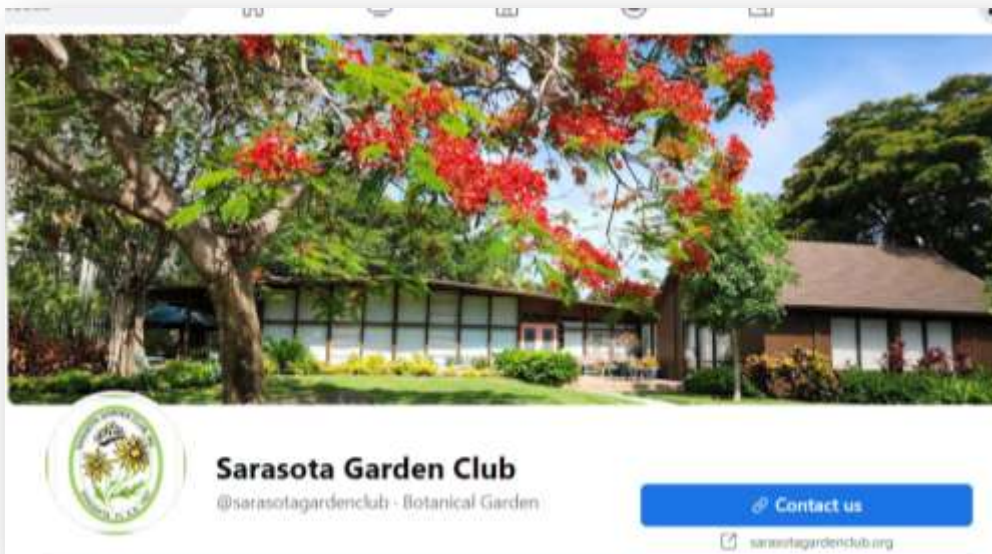 Sarasota Garden Club
@sarasotagardenclub · Botanical Garden
Contact us
sarasotagardenclub.org